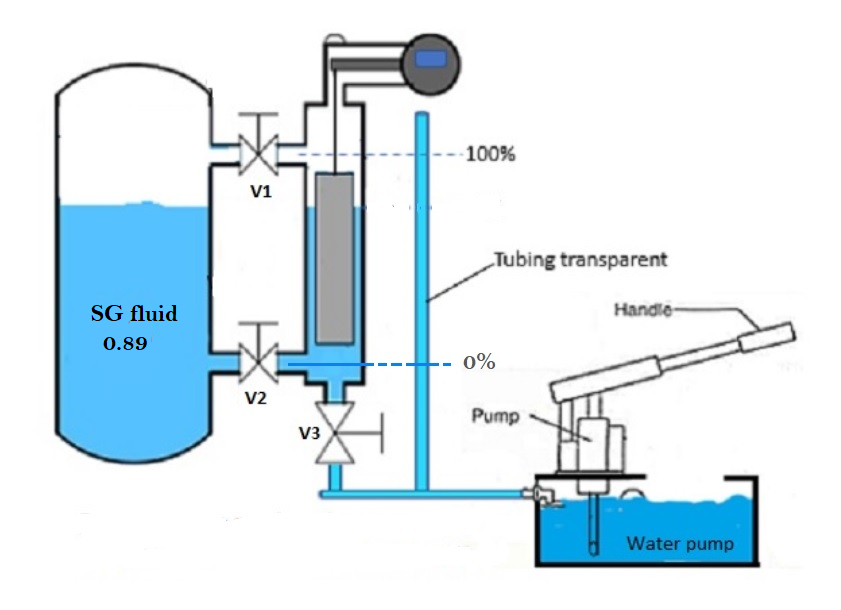 100%
V1
Tubing transparent
SG fluid
0.89
Handle
0%
V2
Pump
V3
Water pump